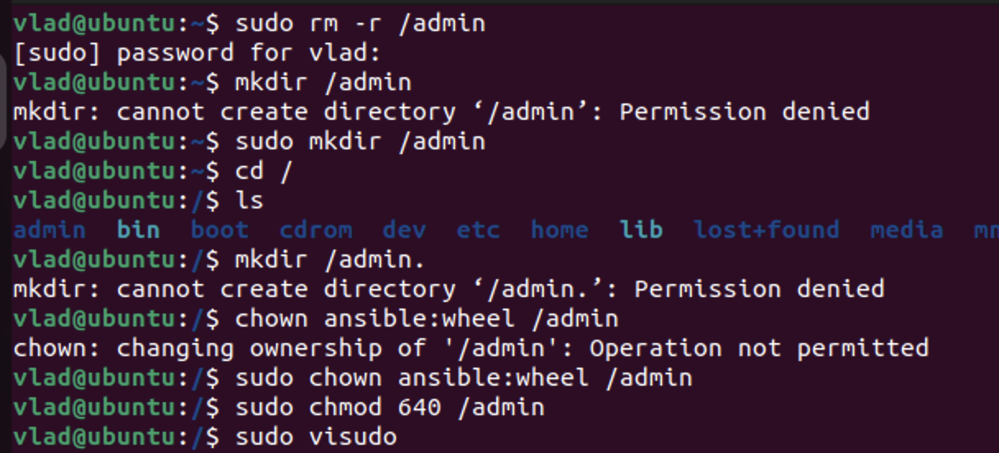 vlad@ubuntu:~$ sudo rm -r /admin
[sudo] password for vlad:
vlad@ubuntu:~$ mkdir /admin
mkdir: cannot create directory ‘/admin’: Permission denied
vlad@ubuntu:~$ sudo mkdir /admin
vlad@ubuntu:~$ cd /
vlad@ubuntu:/$ ls
admin bin boot cdrom dev etc home lib lost+found media
vlad@ubuntu:/$ mkdir /admin.
mkdir: cannot create directory ‘/admin.’: Permission denied
vlad@ubuntu:/$ chown ansible:wheel /admin
chown: changing ownership of '/admin': Operation not permitted
vlad@ubuntu:/$ sudo chown ansible:wheel /admin
vlad@ubuntu:/$ sudo chmod 640 /admin
vlad@ubuntu:/$ sudo visudo